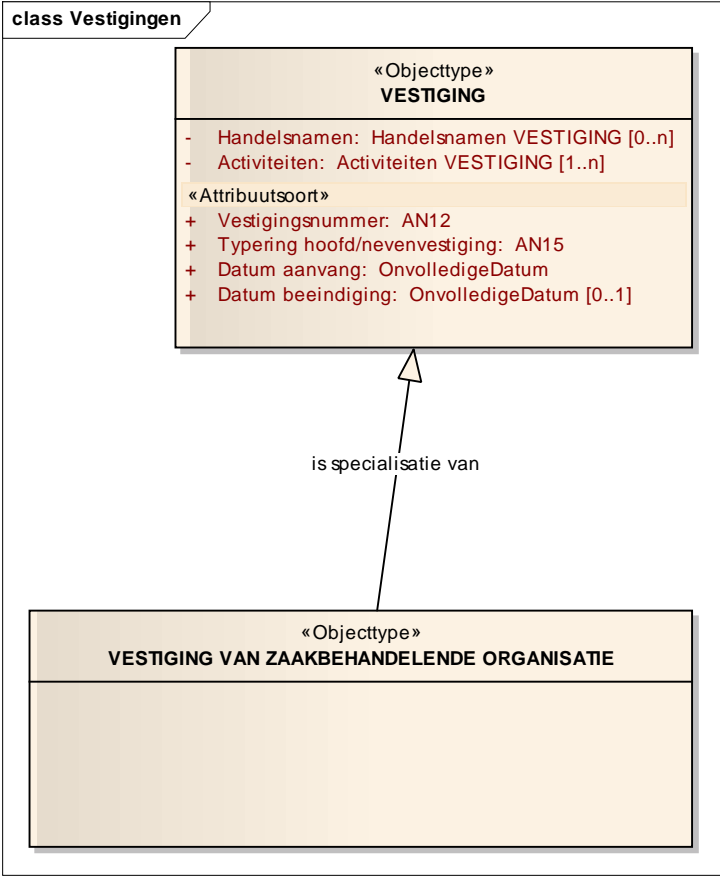 class Vestigingen
«Objecttype»
VESTIGING
- Handelsnamen: Handelsnamen VESTIGING [0..n]
- Activiteiten: Activiteiten VESTIGING [1..n]
«Attribuutsoort»
+ Vestigingsnummer: AN12
+ Typering hoofd/nevenvestiging: AN15
+ Datum aanvang: OnvolledigeDatum
+ Datum beeindiging: OnvolledigeDatum [0..1]
is specialisatie van
«Objecttype»
VESTIGING VAN ZAAKBEHANDELENDE ORGANISATIE